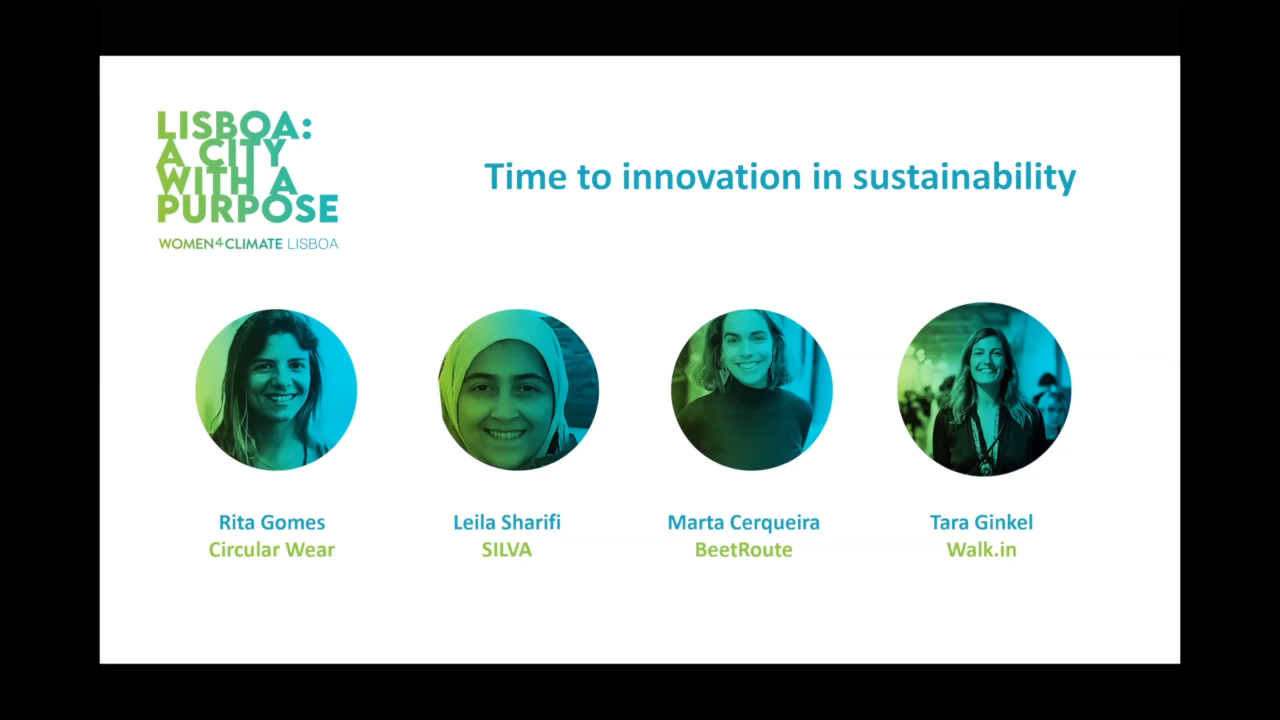 LISBOA:
A CITY
WITH A
PURPOSE
WOMEN4CLIMATE LISBOA
Time to innovation in sustainability
Rita Gomes
Circular Wear
Leila Sharifi
SILVA
Marta Cerqueira
BeetRoute
Tara Ginkel
Walk.in